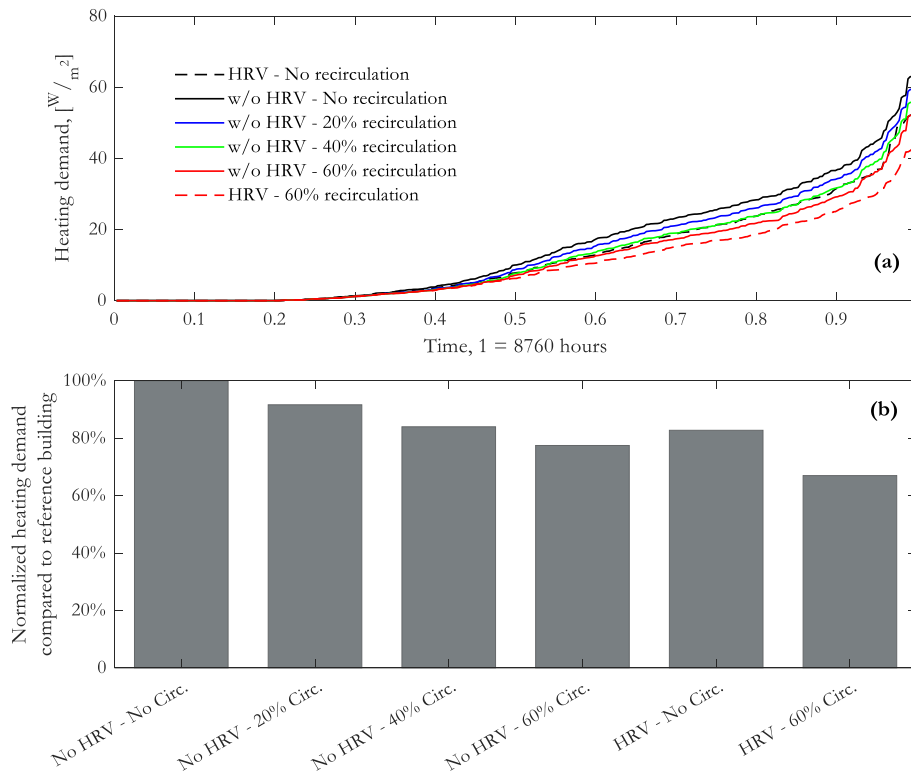 80
60
40
20
0
Heating demand, [W/m2]
HRV - No recirculation
w/o HRV - No recirculation
w/o HRV - 20% recirculation
w/o HRV - 40% recirculation
w/o HRV - 60% recirculation
HRV - 60% recirculation
(a)
0 0.1 0.2 0.3 0.4 0.5 0.6 0.7 0.8 0.9
Time, 1 = 8760 hours
100%
80%
60%
40%
20%
0
Normalized heating demand
compared to reference building
(b)
No HRV - No Circ.
No HRV - 20% Circ.
No HRV - 40% Circ.
No HRV - 60% Circ.
HRV - No Circ.
HRV - 60% Circ.